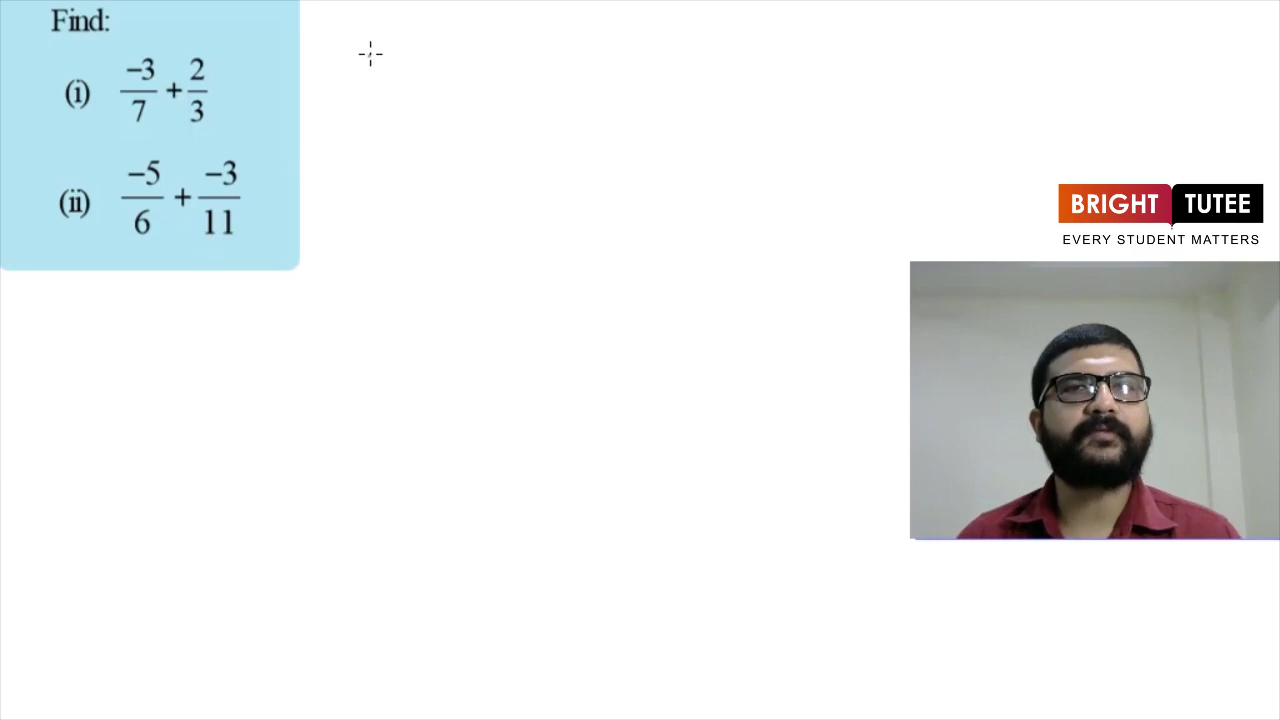 Find:
(i) −3/7 + 2/3
(ii) −5/6 + −3/11
BRIGHT TUTEE
EVERY STUDENT MATTERS